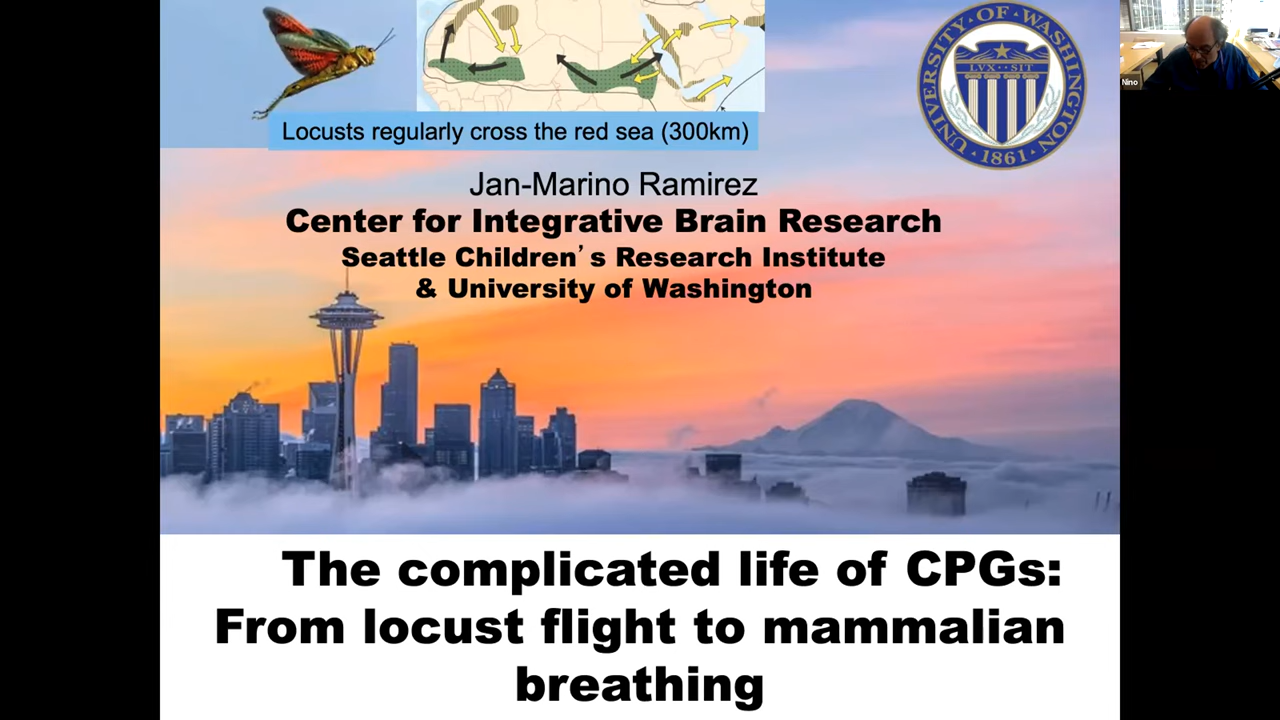 Locusts regularly cross the red sea (300km)
Jan-Marino Ramirez
Center for Integrative Brain Research
Seattle Children's Research Institute
& University of Washington
UNIVERSITY · OF · WASHINGTON
LVX · SIT
· 1861 ·
Nino
The complicated life of CPGs:
From locust flight to mammalian
breathing